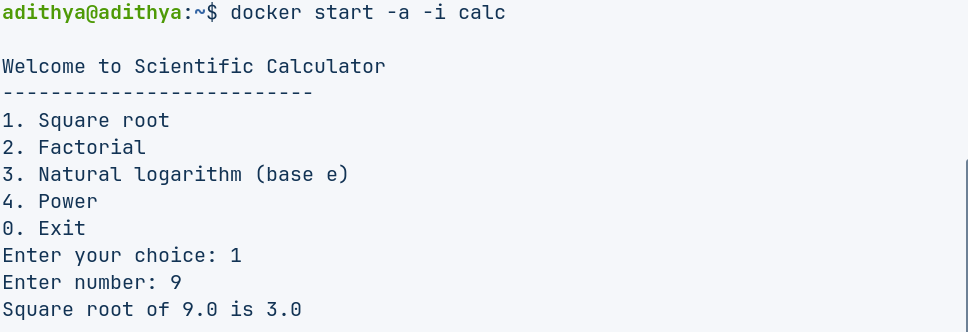 adithya@adithya:~$ docker start -a -i calc
Welcome to Scientific Calculator
--------------------------
1. Square root
2. Factorial
3. Natural logarithm (base e)
4. Power
0. Exit
Enter your choice: 1
Enter number: 9
Square root of 9.0 is 3.0